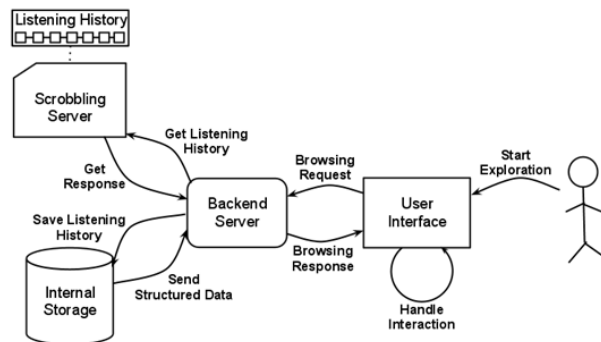 Listening History
Scrobbling
Server
Get Listening
History
Get
Response
Browsing
Request
Start
Exploration
Backend
Server
User
Interface
Save Listening
History
Browsing
Response
Send
Structured Data
Internal
Storage
Handle
Interaction